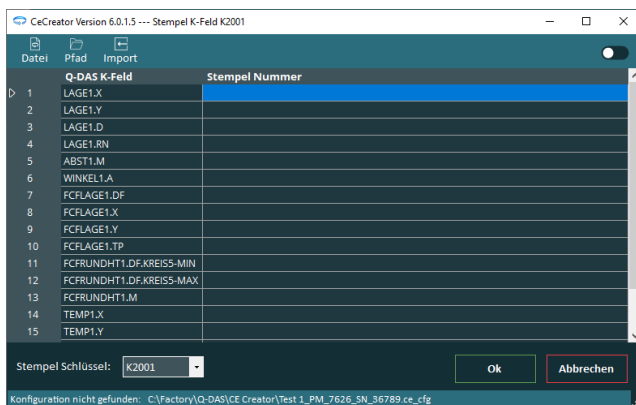 CeCreator Version 6.0.1.5 --- Stempel K-Feld K2001
Datei Pfad Import
Q-DAS K-Feld Stempel Nummer
1 LAGE1.X
2 LAGE1.Y
3 LAGE1.D
4 LAGE1.RN
5 ABST1.M
6 WINKEL1.A
7 FCFLAGE1.DF
8 FCFLAGE1.X
9 FCFLAGE1.Y
10 FCFLAGE1.TP
11 FCFRUNDHT1.DF.KREIS5-MIN
12 FCFRUNDHT1.DF.KREIS5-MAX
13 FCFRUNDHT1.M
14 TEMP1.X
15 TEMP1.Y
Stempel Schlüssel: K2001 Ok Abbrechen
Konfiguration nicht gefunden: C:\Factory\Q-DAS\CE Creator\Test 1_PM_7626_SN_36789.ce_cfg